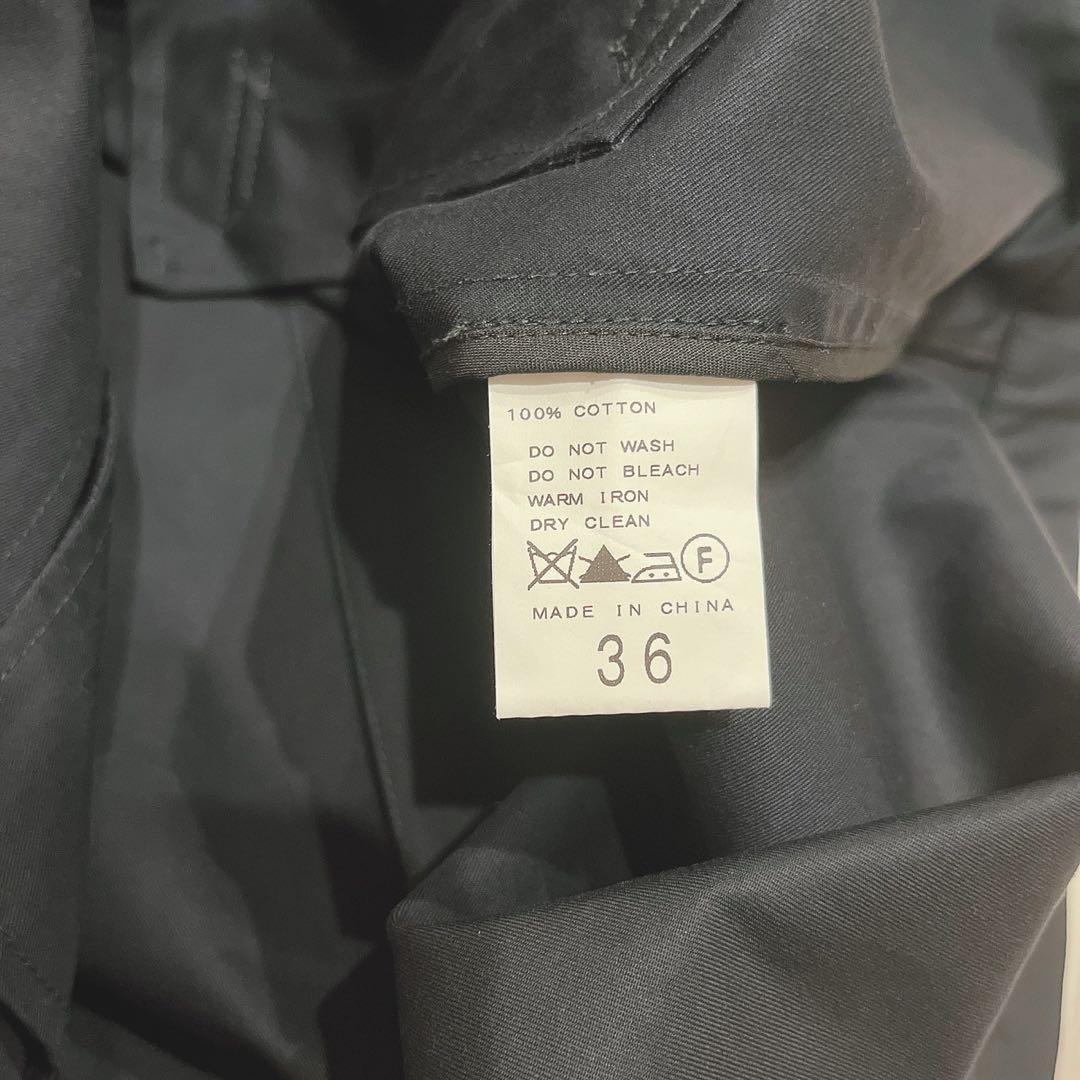 100% COTTON
DO NOT WASH
DO NOT BLEACH
WARM IRON
DRY CLEAN
F
MADE IN CHINA
36